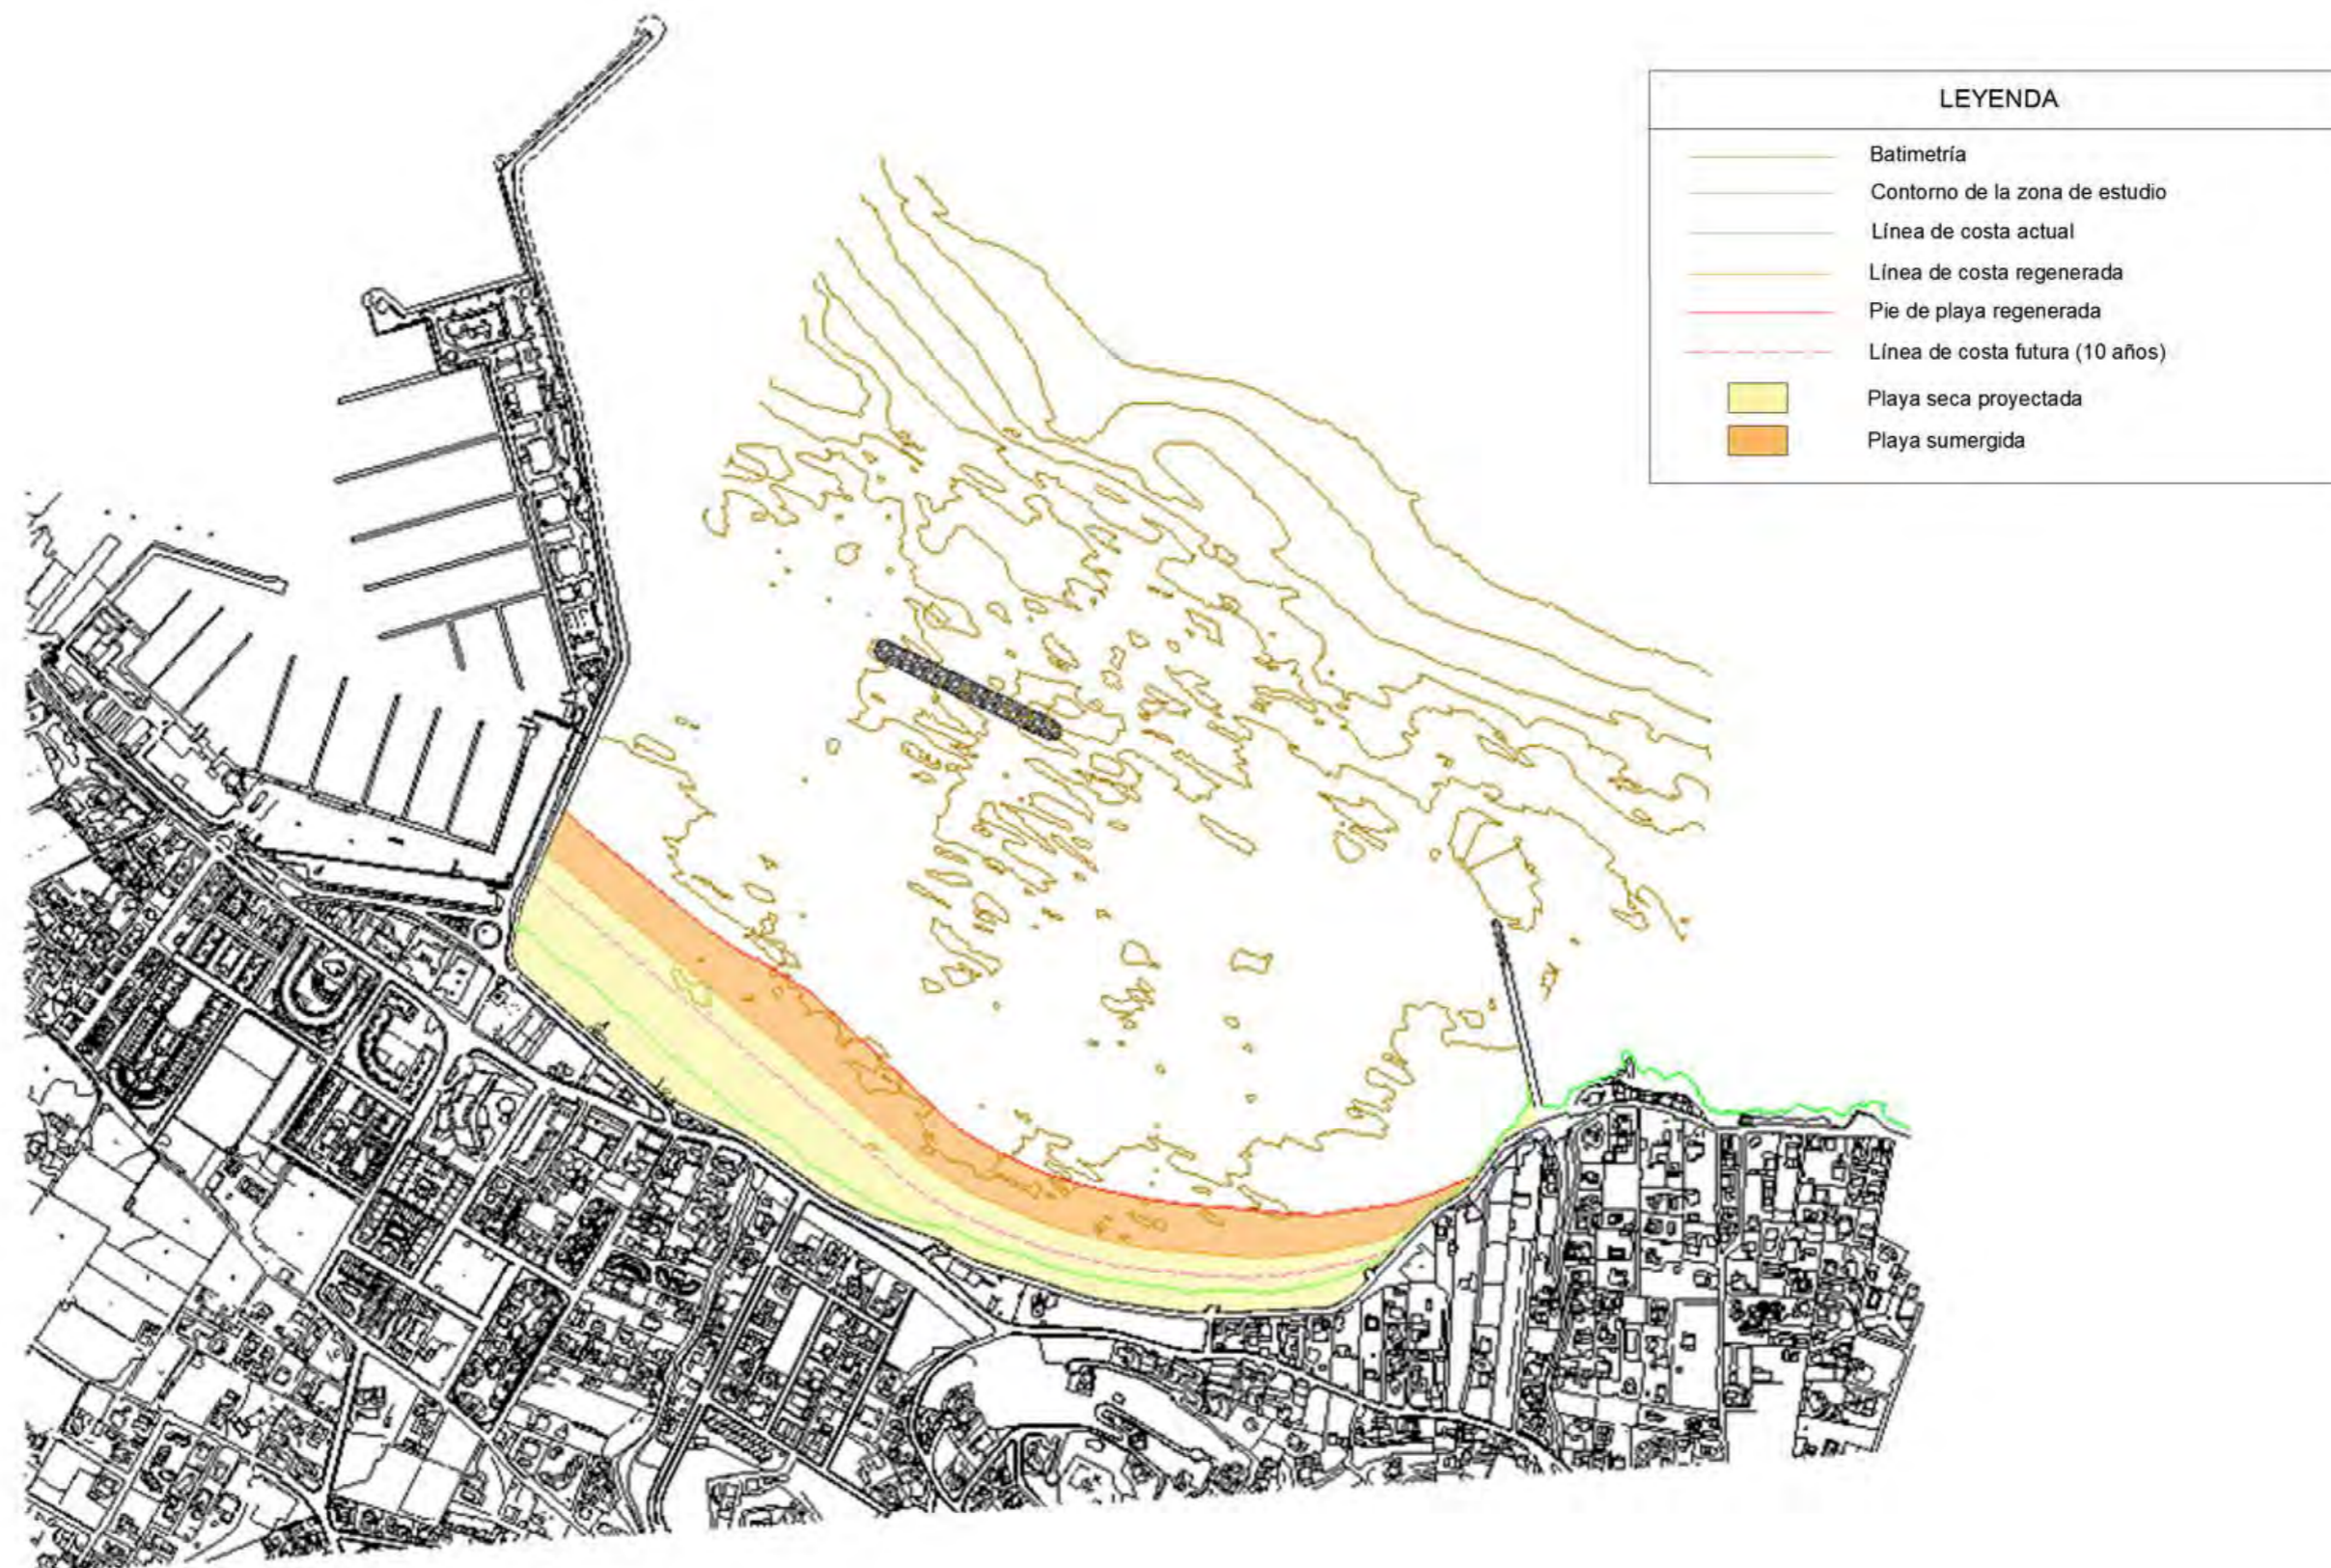 LEYENDA
Batimetría
Contorno de la zona de estudio
Línea de costa actual
Línea de costa regenerada
Pie de playa regenerada
Línea de costa futura (10 años)
Playa seca proyectada
Playa sumergida